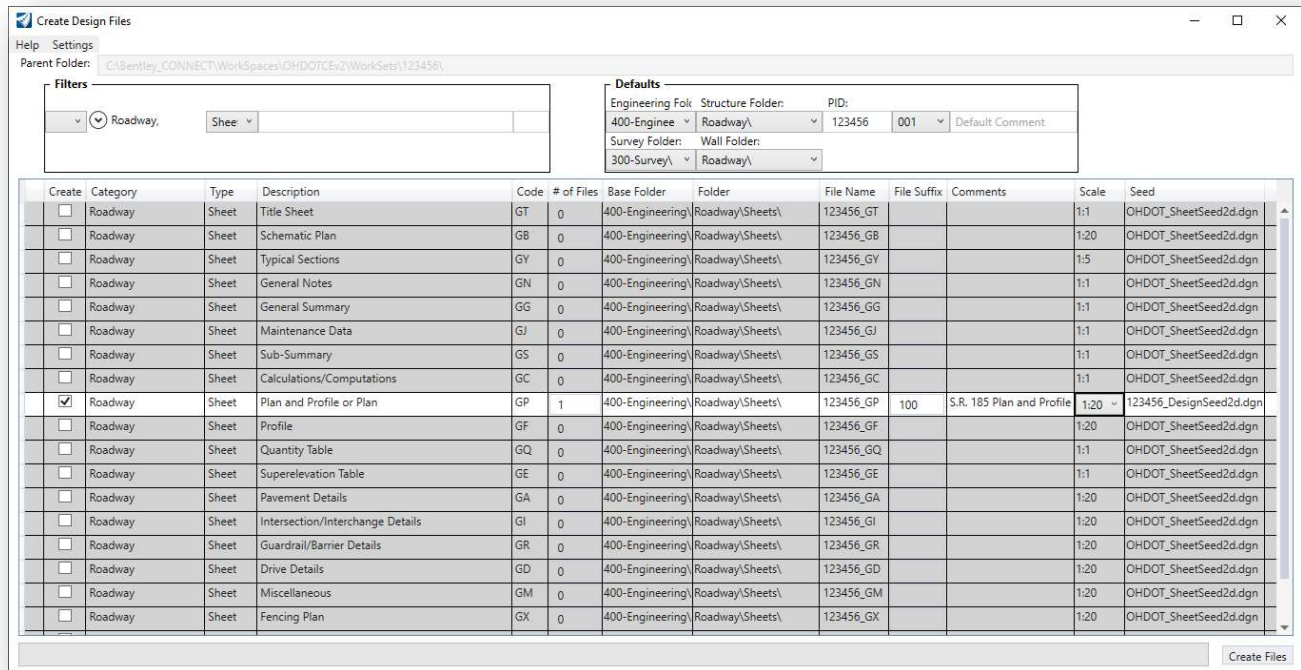 Create Design Files
Help Settings
Parent Folder: C:\Bentley_CONNECT\WorkSpaces\OHDOTCEv2\WorkSets\123456\
Filters
Roadway, Shee
Defaults
Engineering Fol Structure Folder: PID:
400-Enginee Roadway\ 123456 001 Default Comment
Survey Folder: Wall Folder:
300-Survey\ Roadway\
Create Category Type Description Code # of Files Base Folder Folder File Name File Suffix Comments Scale Seed
Roadway Sheet Title Sheet GT 0 400-Engineering\ Roadway\Sheets\ 123456_GT 1:1 OHDOT_SheetSeed2d.dgn
Roadway Sheet Schematic Plan GB 0 400-Engineering\ Roadway\Sheets\ 123456_GB 1:20 OHDOT_SheetSeed2d.dgn
Roadway Sheet Typical Sections GY 0 400-Engineering\ Roadway\Sheets\ 123456_GY 1:5 OHDOT_SheetSeed2d.dgn
Roadway Sheet General Notes GN 0 400-Engineering\ Roadway\Sheets\ 123456_GN 1:1 OHDOT_SheetSeed2d.dgn
Roadway Sheet General Summary GG 0 400-Engineering\ Roadway\Sheets\ 123456_GG 1:1 OHDOT_SheetSeed2d.dgn
Roadway Sheet Maintenance Data GJ 0 400-Engineering\ Roadway\Sheets\ 123456_GJ 1:1 OHDOT_SheetSeed2d.dgn
Roadway Sheet Sub-Summary GS 0 400-Engineering\ Roadway\Sheets\ 123456_GS 1:1 OHDOT_SheetSeed2d.dgn
Roadway Sheet Calculations/Computations GC 0 400-Engineering\ Roadway\Sheets\ 123456_GC 1:1 OHDOT_SheetSeed2d.dgn
Roadway Sheet Plan and Profile or Plan GP 1 400-Engineering\ Roadway\Sheets\ 123456_GP 100 S.R. 185 Plan and Profile 1:20 123456_DesignSeed2d.dgn
Roadway Sheet Profile GF 0 400-Engineering\ Roadway\Sheets\ 123456_GF 1:20 OHDOT_SheetSeed2d.dgn
Roadway Sheet Quantity Table GQ 0 400-Engineering\ Roadway\Sheets\ 123456_GQ 1:1 OHDOT_SheetSeed2d.dgn
Roadway Sheet Superelevation Table GE 0 400-Engineering\ Roadway\Sheets\ 123456_GE 1:1 OHDOT_SheetSeed2d.dgn
Roadway Sheet Pavement Details GA 0 400-Engineering\ Roadway\Sheets\ 123456_GA 1:20 OHDOT_SheetSeed2d.dgn
Roadway Sheet Intersection/Interchange Details GI 0 400-Engineering\ Roadway\Sheets\ 123456_GI 1:20 OHDOT_SheetSeed2d.dgn
Roadway Sheet Guardrail/Barrier Details GR 0 400-Engineering\ Roadway\Sheets\ 123456_GR 1:20 OHDOT_SheetSeed2d.dgn
Roadway Sheet Drive Details GD 0 400-Engineering\ Roadway\Sheets\ 123456_GD 1:20 OHDOT_SheetSeed2d.dgn
Roadway Sheet Miscellaneous GM 0 400-Engineering\ Roadway\Sheets\ 123456_GM 1:20 OHDOT_SheetSeed2d.dgn
Roadway Sheet Fencing Plan GX 0 400-Engineering\ Roadway\Sheets\ 123456_GX 1:20 OHDOT_SheetSeed2d.dgn
Create Files